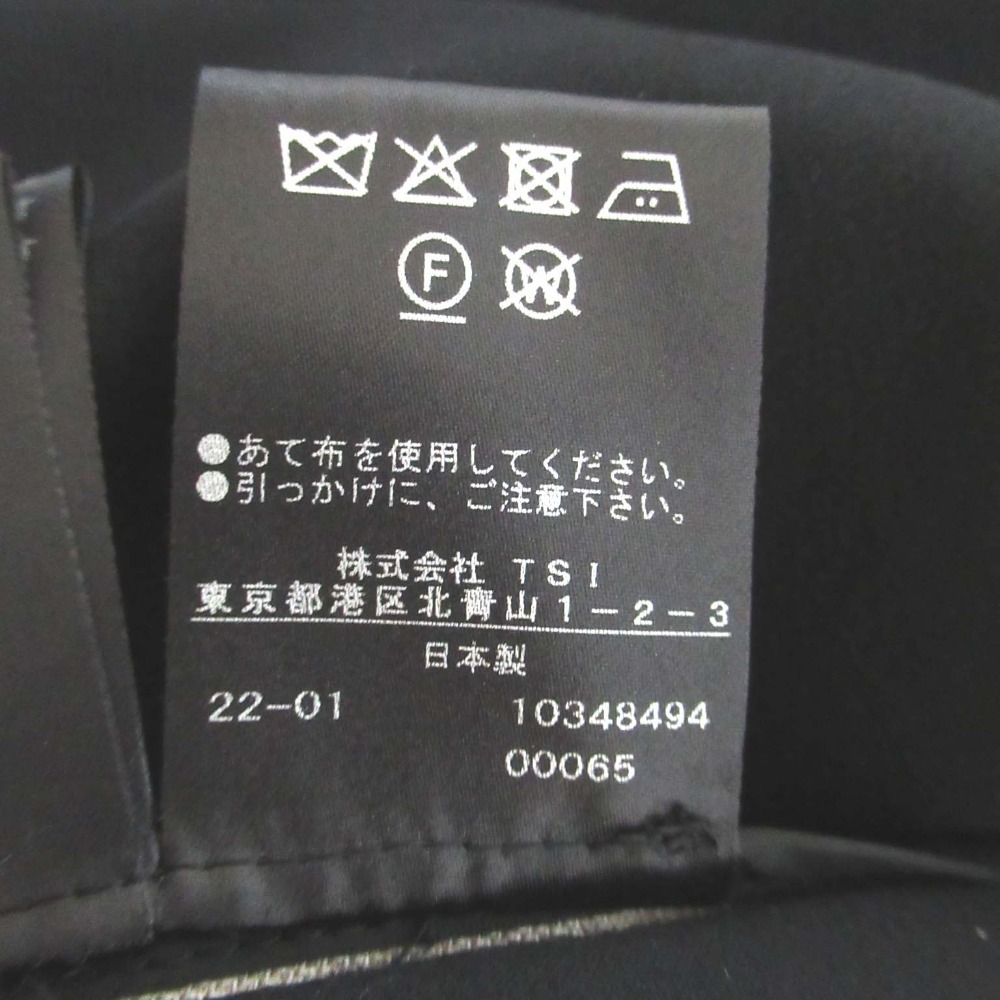 F W
●あて布を使用してください。
●引っかけに、ご注意下さい。
株式会社 TSI
東京都港区北青山1-2-3
日本製
22-01 10348494
00065